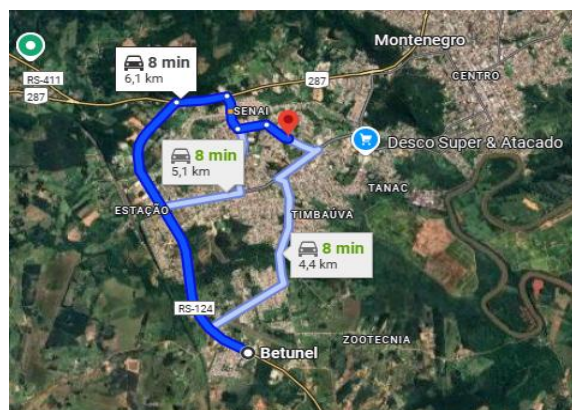 Montenegro
8 min
6,1 km
RS-411
287
287
CENTRO
SENAI
Desco Super & Atacado
8 min
5,1 km
TANAC
ESTAÇÃO
TIMBAÚVA
8 min
4,4 km
RS-124
ZOOTECNIA
Betunel